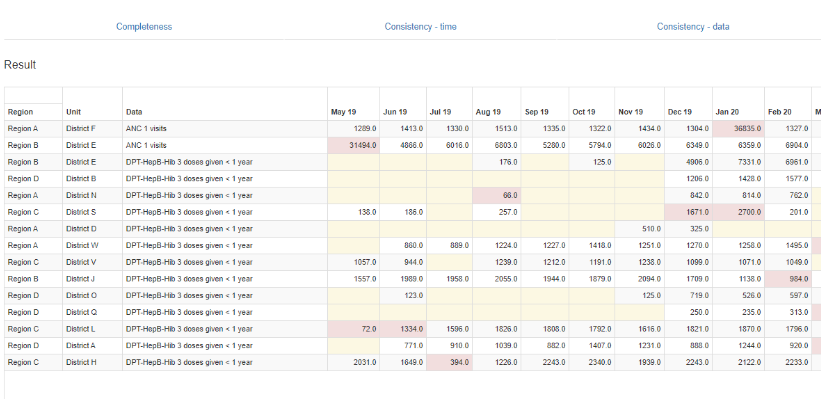 Completeness Consistency - time Consistency - data
Result
Region Unit Data May 19 Jun 19 Jul 19 Aug 19 Sep 19 Oct 19 Nov 19 Dec 19 Jan 20 Feb 20 M
Region A District F ANC 1 visits 1289.0 1413.0 1330.0 1513.0 1335.0 1322.0 1434.0 1304.0 36835.0 1327.0
Region B District E ANC 1 visits 31494.0 4866.0 6016.0 6803.0 5280.0 5794.0 6026.0 6349.0 6359.0 6904.0
Region B District E DPT-HepB-Hib 3 doses given < 1 year 176.0 125.0 4906.0 7331.0 6961.0
Region D District B DPT-HepB-Hib 3 doses given < 1 year 1206.0 1428.0 1577.0
Region A District N DPT-HepB-Hib 3 doses given < 1 year 66.0 842.0 814.0 762.0
Region C District S DPT-HepB-Hib 3 doses given < 1 year 138.0 186.0 257.0 1671.0 2700.0 201.0
Region A District D DPT-HepB-Hib 3 doses given < 1 year 510.0 325.0
Region A District W DPT-HepB-Hib 3 doses given < 1 year 860.0 889.0 1224.0 1227.0 1418.0 1251.0 1270.0 1258.0 1495.0
Region C District V DPT-HepB-Hib 3 doses given < 1 year 1057.0 944.0 1239.0 1212.0 1191.0 1238.0 1099.0 1071.0 1049.0
Region B District J DPT-HepB-Hib 3 doses given < 1 year 1557.0 1989.0 1958.0 2055.0 1944.0 1879.0 2094.0 1709.0 1138.0 984.0
Region D District O DPT-HepB-Hib 3 doses given < 1 year 123.0 125.0 719.0 526.0 597.0
Region D District Q DPT-HepB-Hib 3 doses given < 1 year 250.0 235.0 313.0
Region C District L DPT-HepB-Hib 3 doses given < 1 year 72.0 1334.0 1596.0 1826.0 1808.0 1792.0 1616.0 1821.0 1870.0 1796.0
Region D District A DPT-HepB-Hib 3 doses given < 1 year 771.0 910.0 1039.0 882.0 1407.0 1231.0 888.0 1244.0 920.0
Region C District H DPT-HepB-Hib 3 doses given < 1 year 2031.0 1649.0 394.0 1226.0 2243.0 2340.0 1939.0 2243.0 2122.0 2233.0